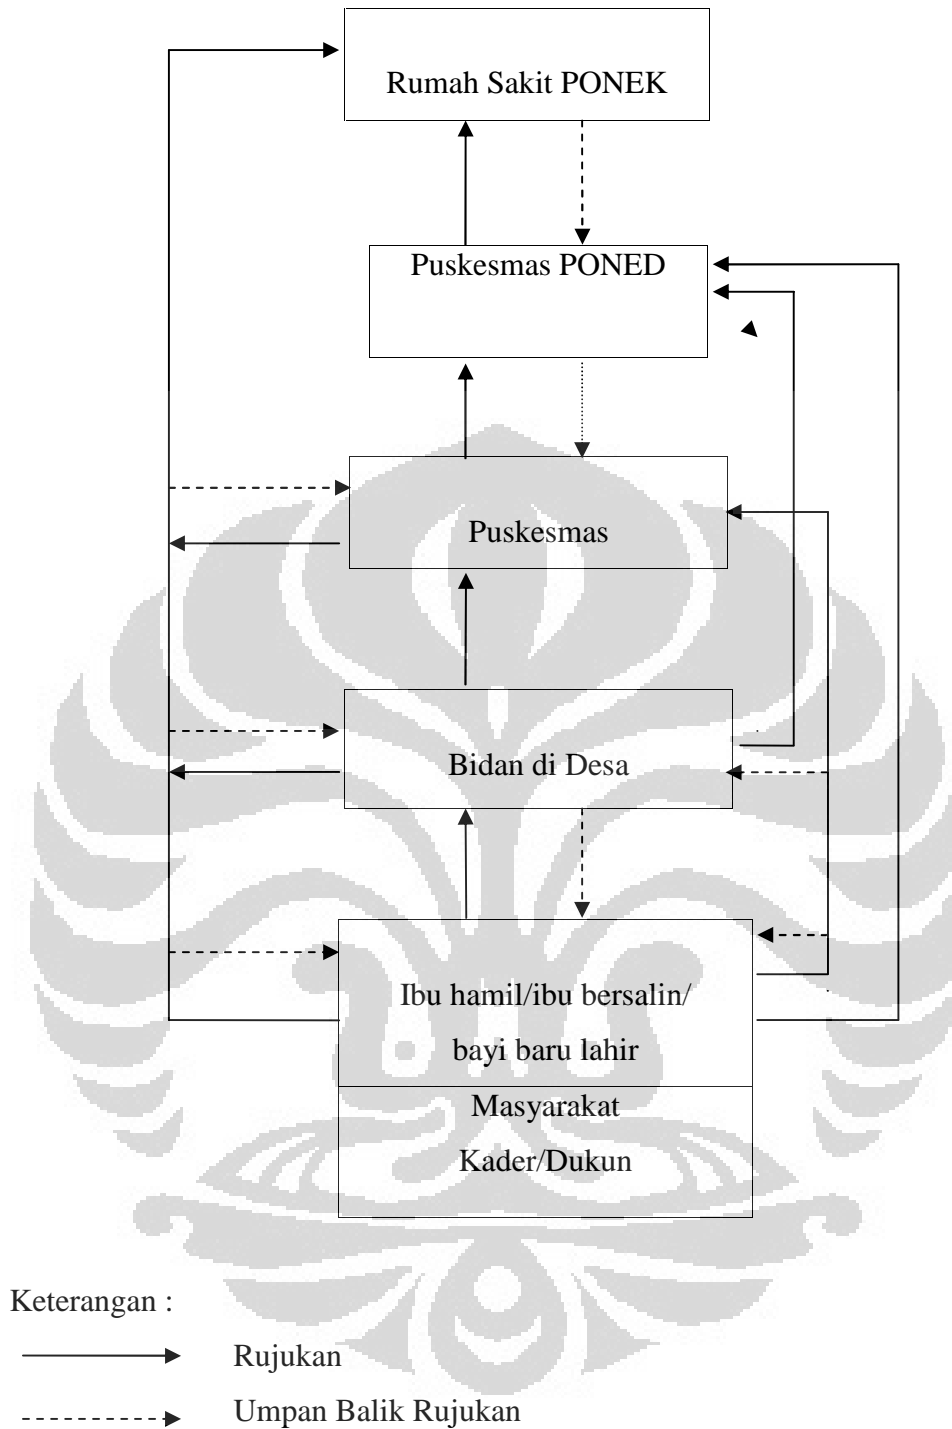 Rumah Sakit PONEK
Puskesmas PONED
Puskesmas
Bidan di Desa
Ibu hamil/ibu bersalin/
bayi baru lahir
Masyarakat
Kader/Dukun
Keterangan :
Rujukan
Umpan Balik Rujukan